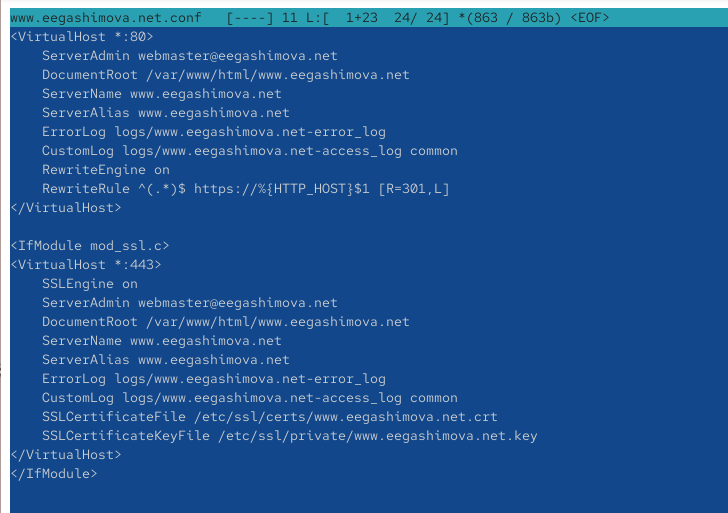 www.eegashimova.net.conf   [----] 11 L:[  1+23  24/ 24] *(863 / 863b) <EOF>
<VirtualHost *:80>
    ServerAdmin webmaster@eegashimova.net
    DocumentRoot /var/www/html/www.eegashimova.net
    ServerName www.eegashimova.net
    ServerAlias www.eegashimova.net
    ErrorLog logs/www.eegashimova.net-error_log
    CustomLog logs/www.eegashimova.net-access_log common
    RewriteEngine on
    RewriteRule ^(.*)$ https://%{HTTP_HOST}$1 [R=301,L]
</VirtualHost>

<IfModule mod_ssl.c>
<VirtualHost *:443>
    SSLEngine on
    ServerAdmin webmaster@eegashimova.net
    DocumentRoot /var/www/html/www.eegashimova.net
    ServerName www.eegashimova.net
    ServerAlias www.eegashimova.net
    ErrorLog logs/www.eegashimova.net-error_log
    CustomLog logs/www.eegashimova.net-access_log common
    SSLCertificateFile /etc/ssl/certs/www.eegashimova.net.crt
    SSLCertificateKeyFile /etc/ssl/private/www.eegashimova.net.key
</VirtualHost>
</IfModule>